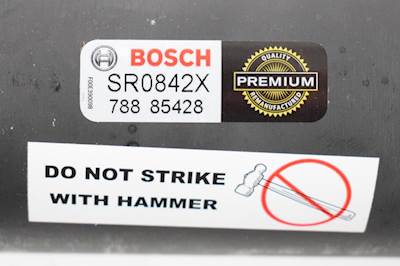 BOSCH
SR0842X
788 85428
QUALITY
PREMIUM
REMANUFACTURED
DO NOT STRIKE
WITH HAMMER